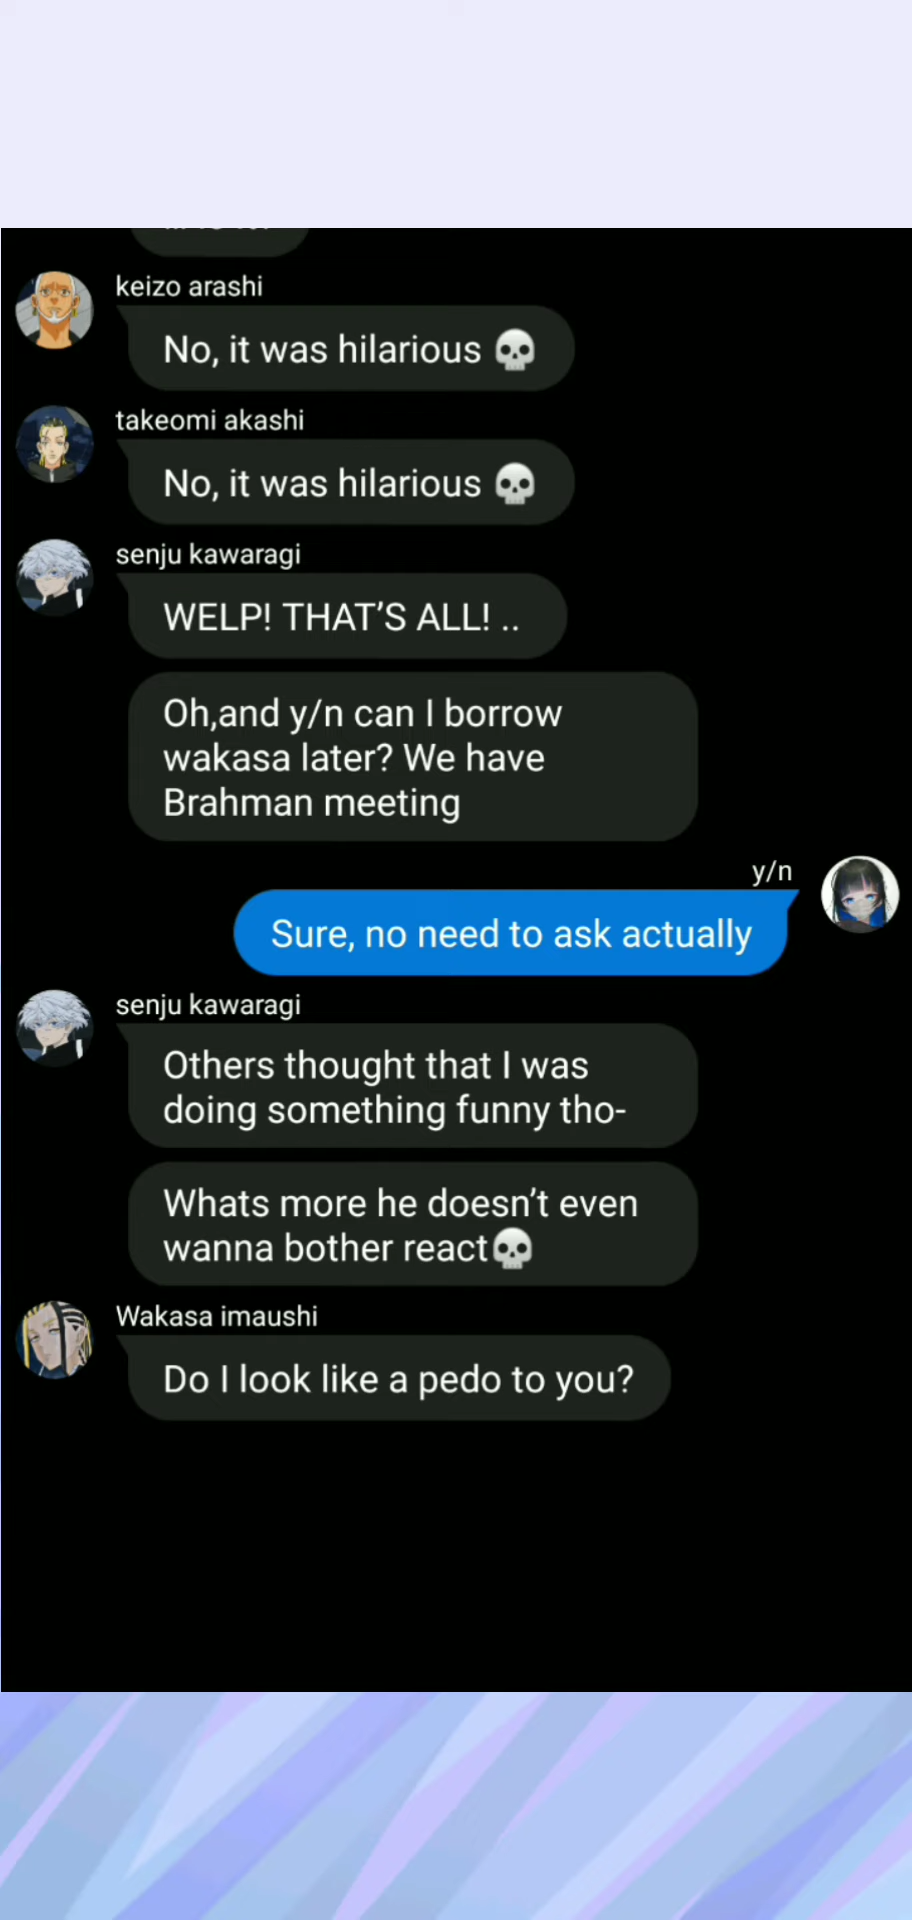 keizo arashi
No, it was hilarious 💀
takeomi akashi
No, it was hilarious 💀
senju kawaragi
WELP! THAT’S ALL! ..
Oh,and y/n can I borrow
wakasa later? We have
Brahman meeting
y/n
Sure, no need to ask actually
senju kawaragi
Others thought that I was
doing something funny tho-
Whats more he doesn’t even
wanna bother react💀
Wakasa imaushi
Do I look like a pedo to you?